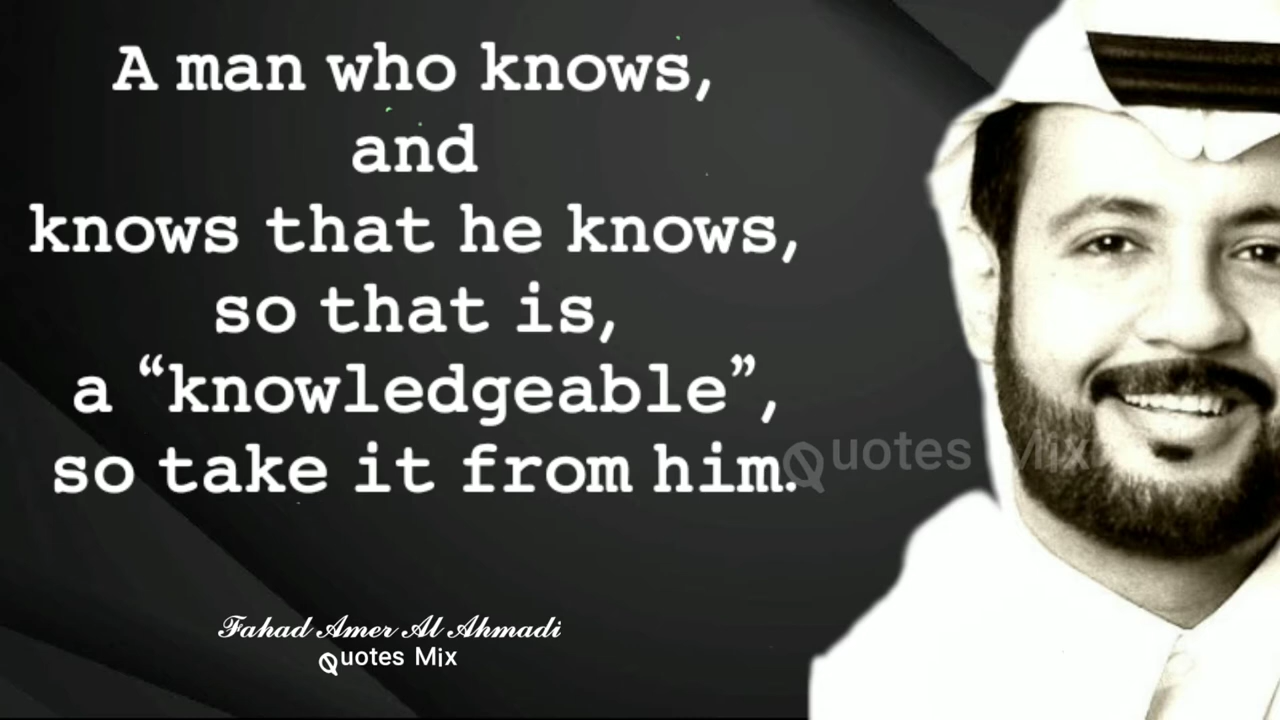 A man who knows,
and
knows that he knows,
so that is,
a “knowledgeable”,
so take it from him.
Quotes Mix
Fahad Amer Al Ahmadi
Quotes Mix